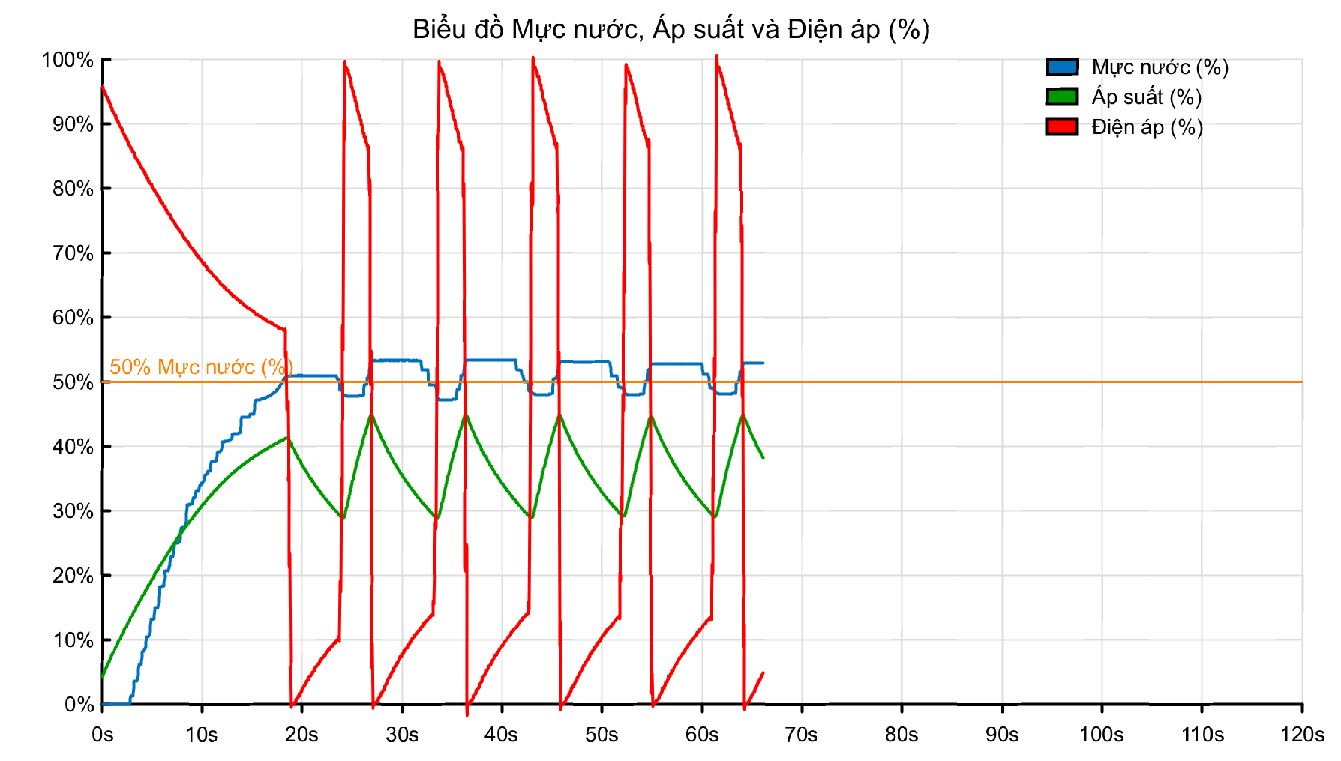 Biểu đồ Mực nước, Áp suất và Điện áp (%)
100%
90%
80%
70%
60%
50%
40%
30%
20%
10%
0%
Mực nước (%)
Áp suất (%)
Điện áp (%)
50% Mực nước (%)
0s 10s 20s 30s 40s 50s 60s 70s 80s 90s 100s 110s 120s